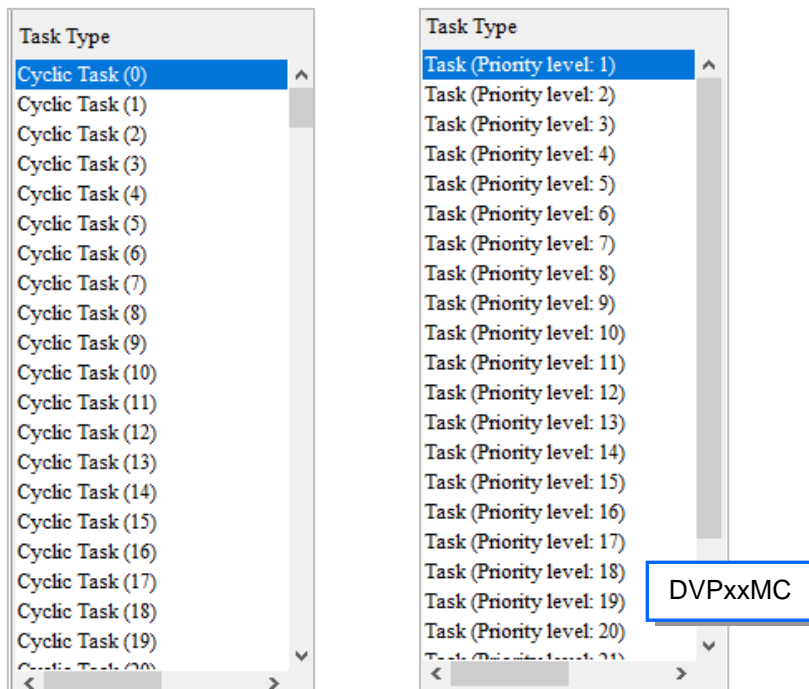 Task Type
Cyclic Task (0)
Cyclic Task (1)
Cyclic Task (2)
Cyclic Task (3)
Cyclic Task (4)
Cyclic Task (5)
Cyclic Task (6)
Cyclic Task (7)
Cyclic Task (8)
Cyclic Task (9)
Cyclic Task (10)
Cyclic Task (11)
Cyclic Task (12)
Cyclic Task (13)
Cyclic Task (14)
Cyclic Task (15)
Cyclic Task (16)
Cyclic Task (17)
Cyclic Task (18)
Cyclic Task (19)
Cyclic Task (20)
Task Type
Task (Priority level: 1)
Task (Priority level: 2)
Task (Priority level: 3)
Task (Priority level: 4)
Task (Priority level: 5)
Task (Priority level: 6)
Task (Priority level: 7)
Task (Priority level: 8)
Task (Priority level: 9)
Task (Priority level: 10)
Task (Priority level: 11)
Task (Priority level: 12)
Task (Priority level: 13)
Task (Priority level: 14)
Task (Priority level: 15)
Task (Priority level: 16)
Task (Priority level: 17)
Task (Priority level: 18)
Task (Priority level: 19)
Task (Priority level: 20)
Task (Priority level: 21)
DVPxxMC